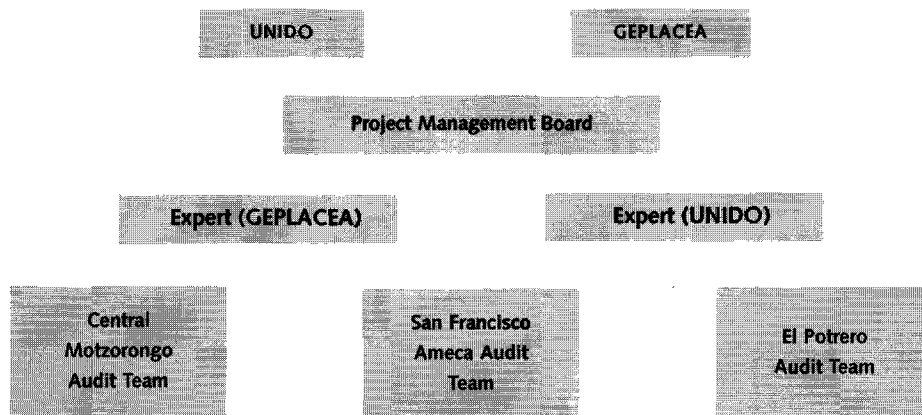 UNIDO
GEPLACEA
Project Management Board
Expert (GEPLACEA)
Expert (UNIDO)
Central
Motzorongo
Audit Team
San Francisco
Ameca Audit
Team
El Potrero
Audit Team